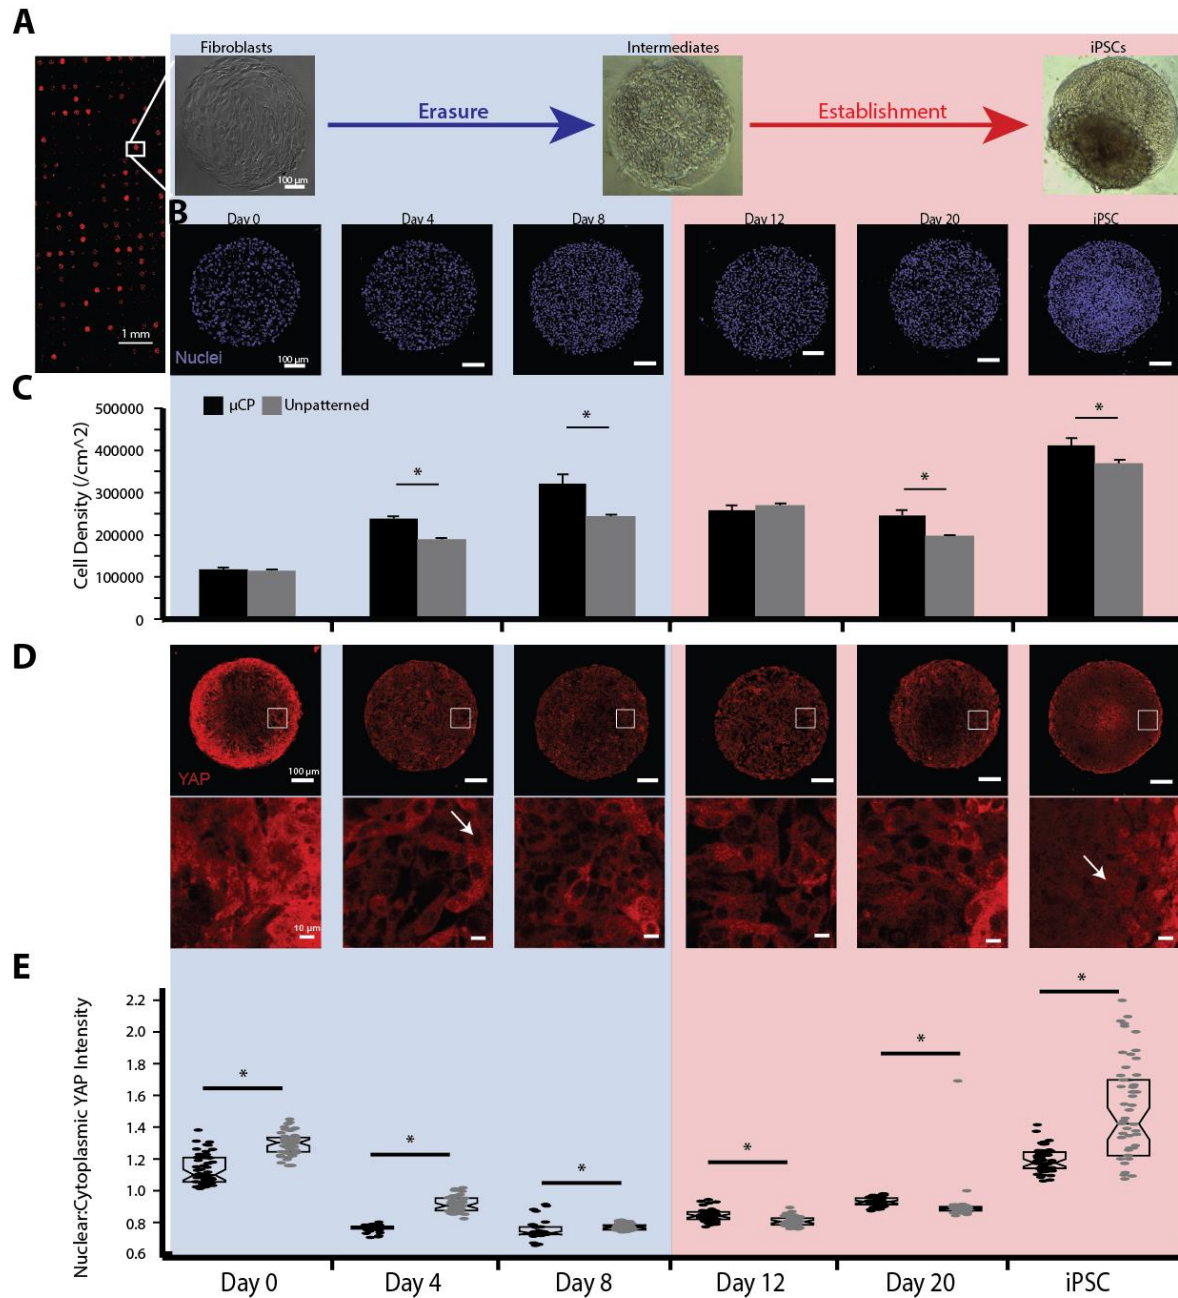 A
Fibroblasts
Intermediates
iPSCs
Erasure
Establishment
100 µm
1 mm
B
Day 0
Day 4
Day 8
Day 12
Day 20
iPSC
Nuclei
100 µm
C
µCP
Unpatterned
Cell Density (/cm^2)
500000
400000
300000
200000
100000
0
*
*
*
*
*
D
YAP
100 µm
10 µm
E
Nuclear:Cytoplasmic YAP Intensity
2.2
2.0
1.8
1.6
1.4
1.2
1.0
0.8
0.6
*
*
*
*
*
*
Day 0
Day 4
Day 8
Day 12
Day 20
iPSC